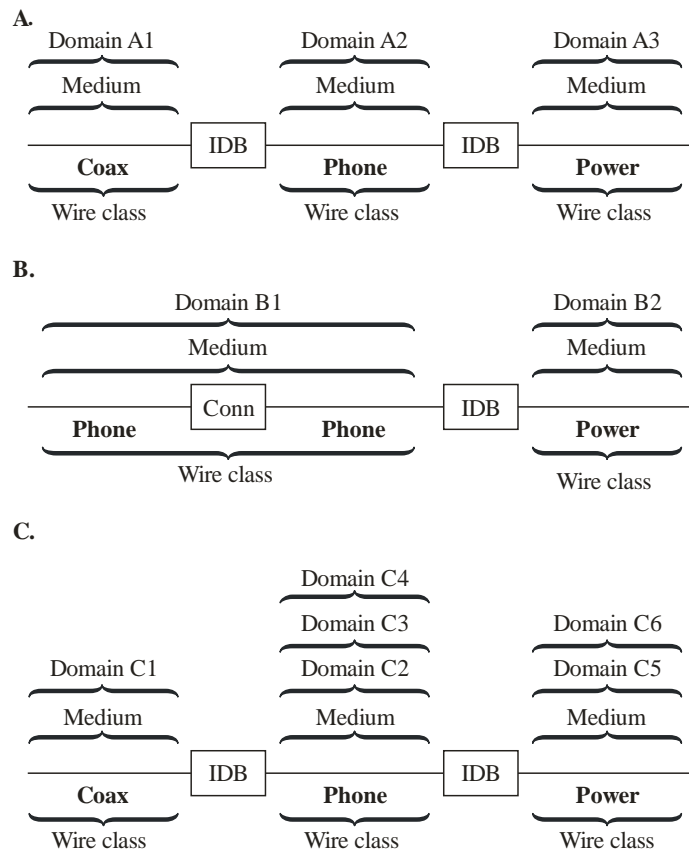 A.
Domain A1 Domain A2 Domain A3
Medium Medium Medium
IDB IDB
Coax Phone Power
Wire class Wire class Wire class
B.
Domain B1 Domain B2
Medium Medium
Conn IDB
Phone Phone Power
Wire class Wire class
C.
Domain C4
Domain C3 Domain C6
Domain C1 Domain C2 Domain C5
Medium Medium Medium
IDB IDB
Coax Phone Power
Wire class Wire class Wire class